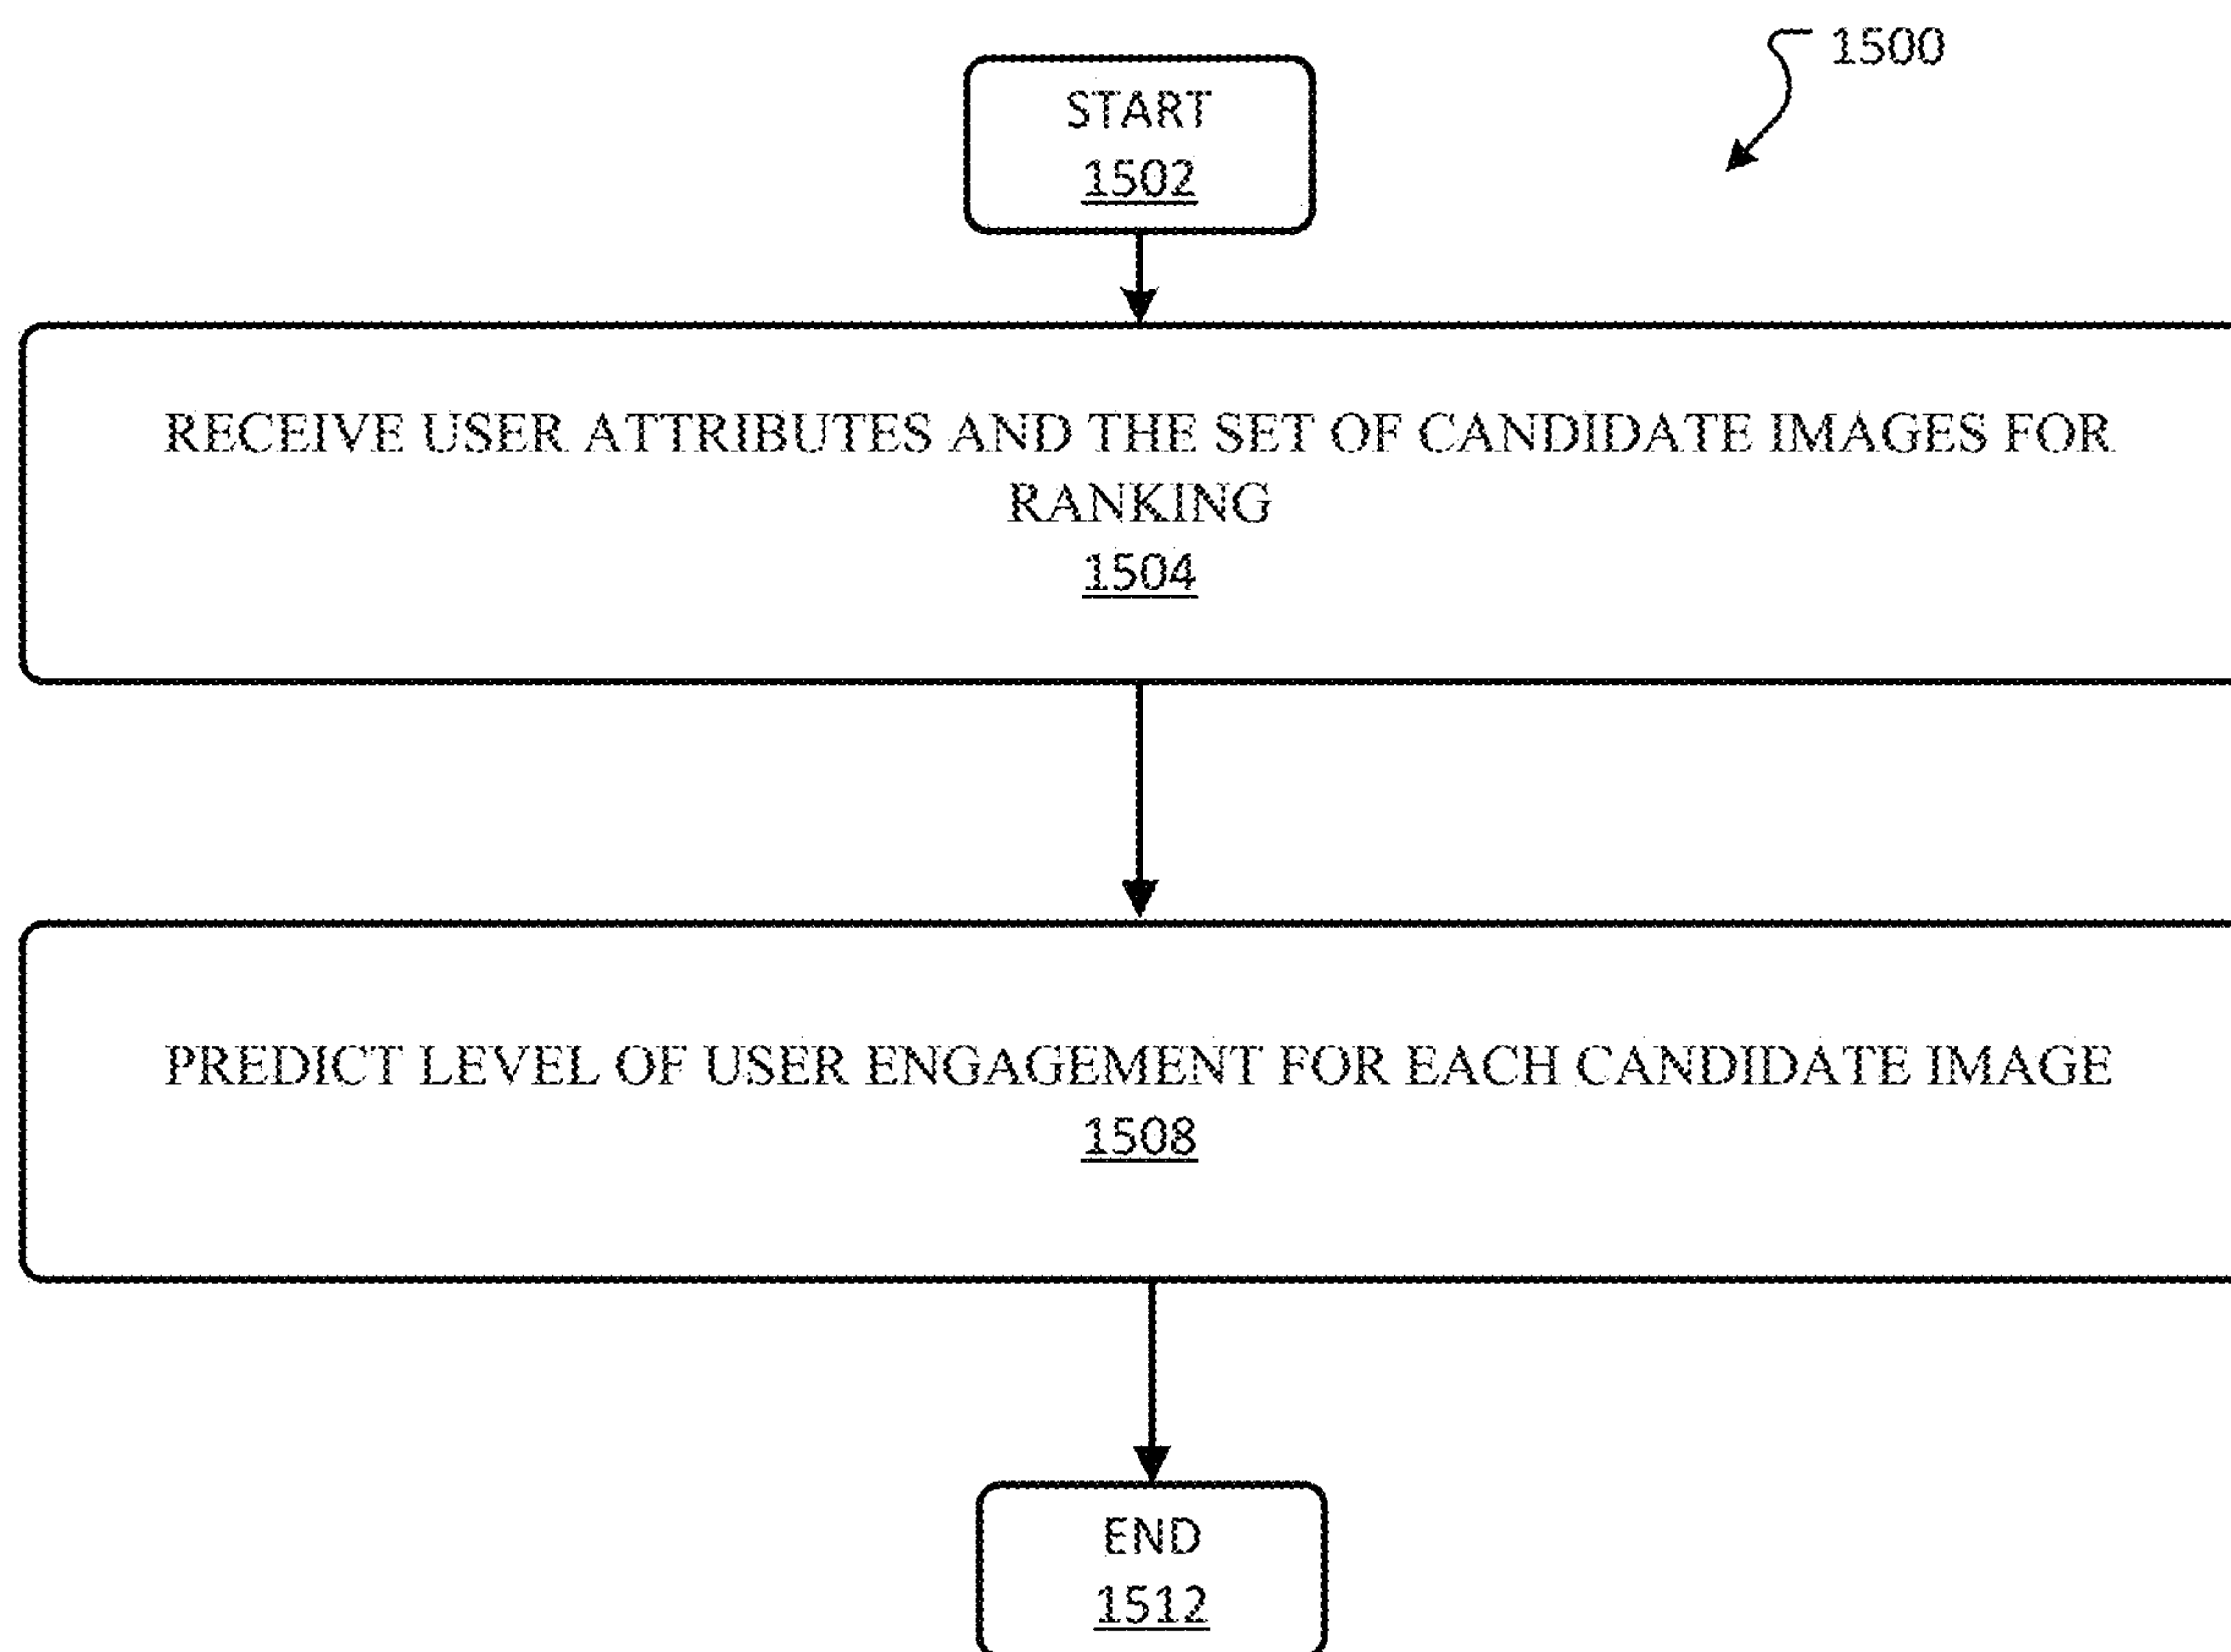 1500
START
1502
RECEIVE USER ATTRIBUTES AND THE SET OF CANDIDATE IMAGES FOR
RANKING
1504
PREDICT LEVEL OF USER ENGAGEMENT FOR EACH CANDIDATE IMAGE
1508
END
1512